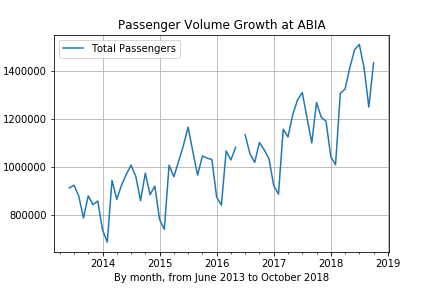 Passenger Volume Growth at ABIA
Total Passengers
1400000
1200000
1000000
800000
2014 2015 2016 2017 2018 2019
By month, from June 2013 to October 2018